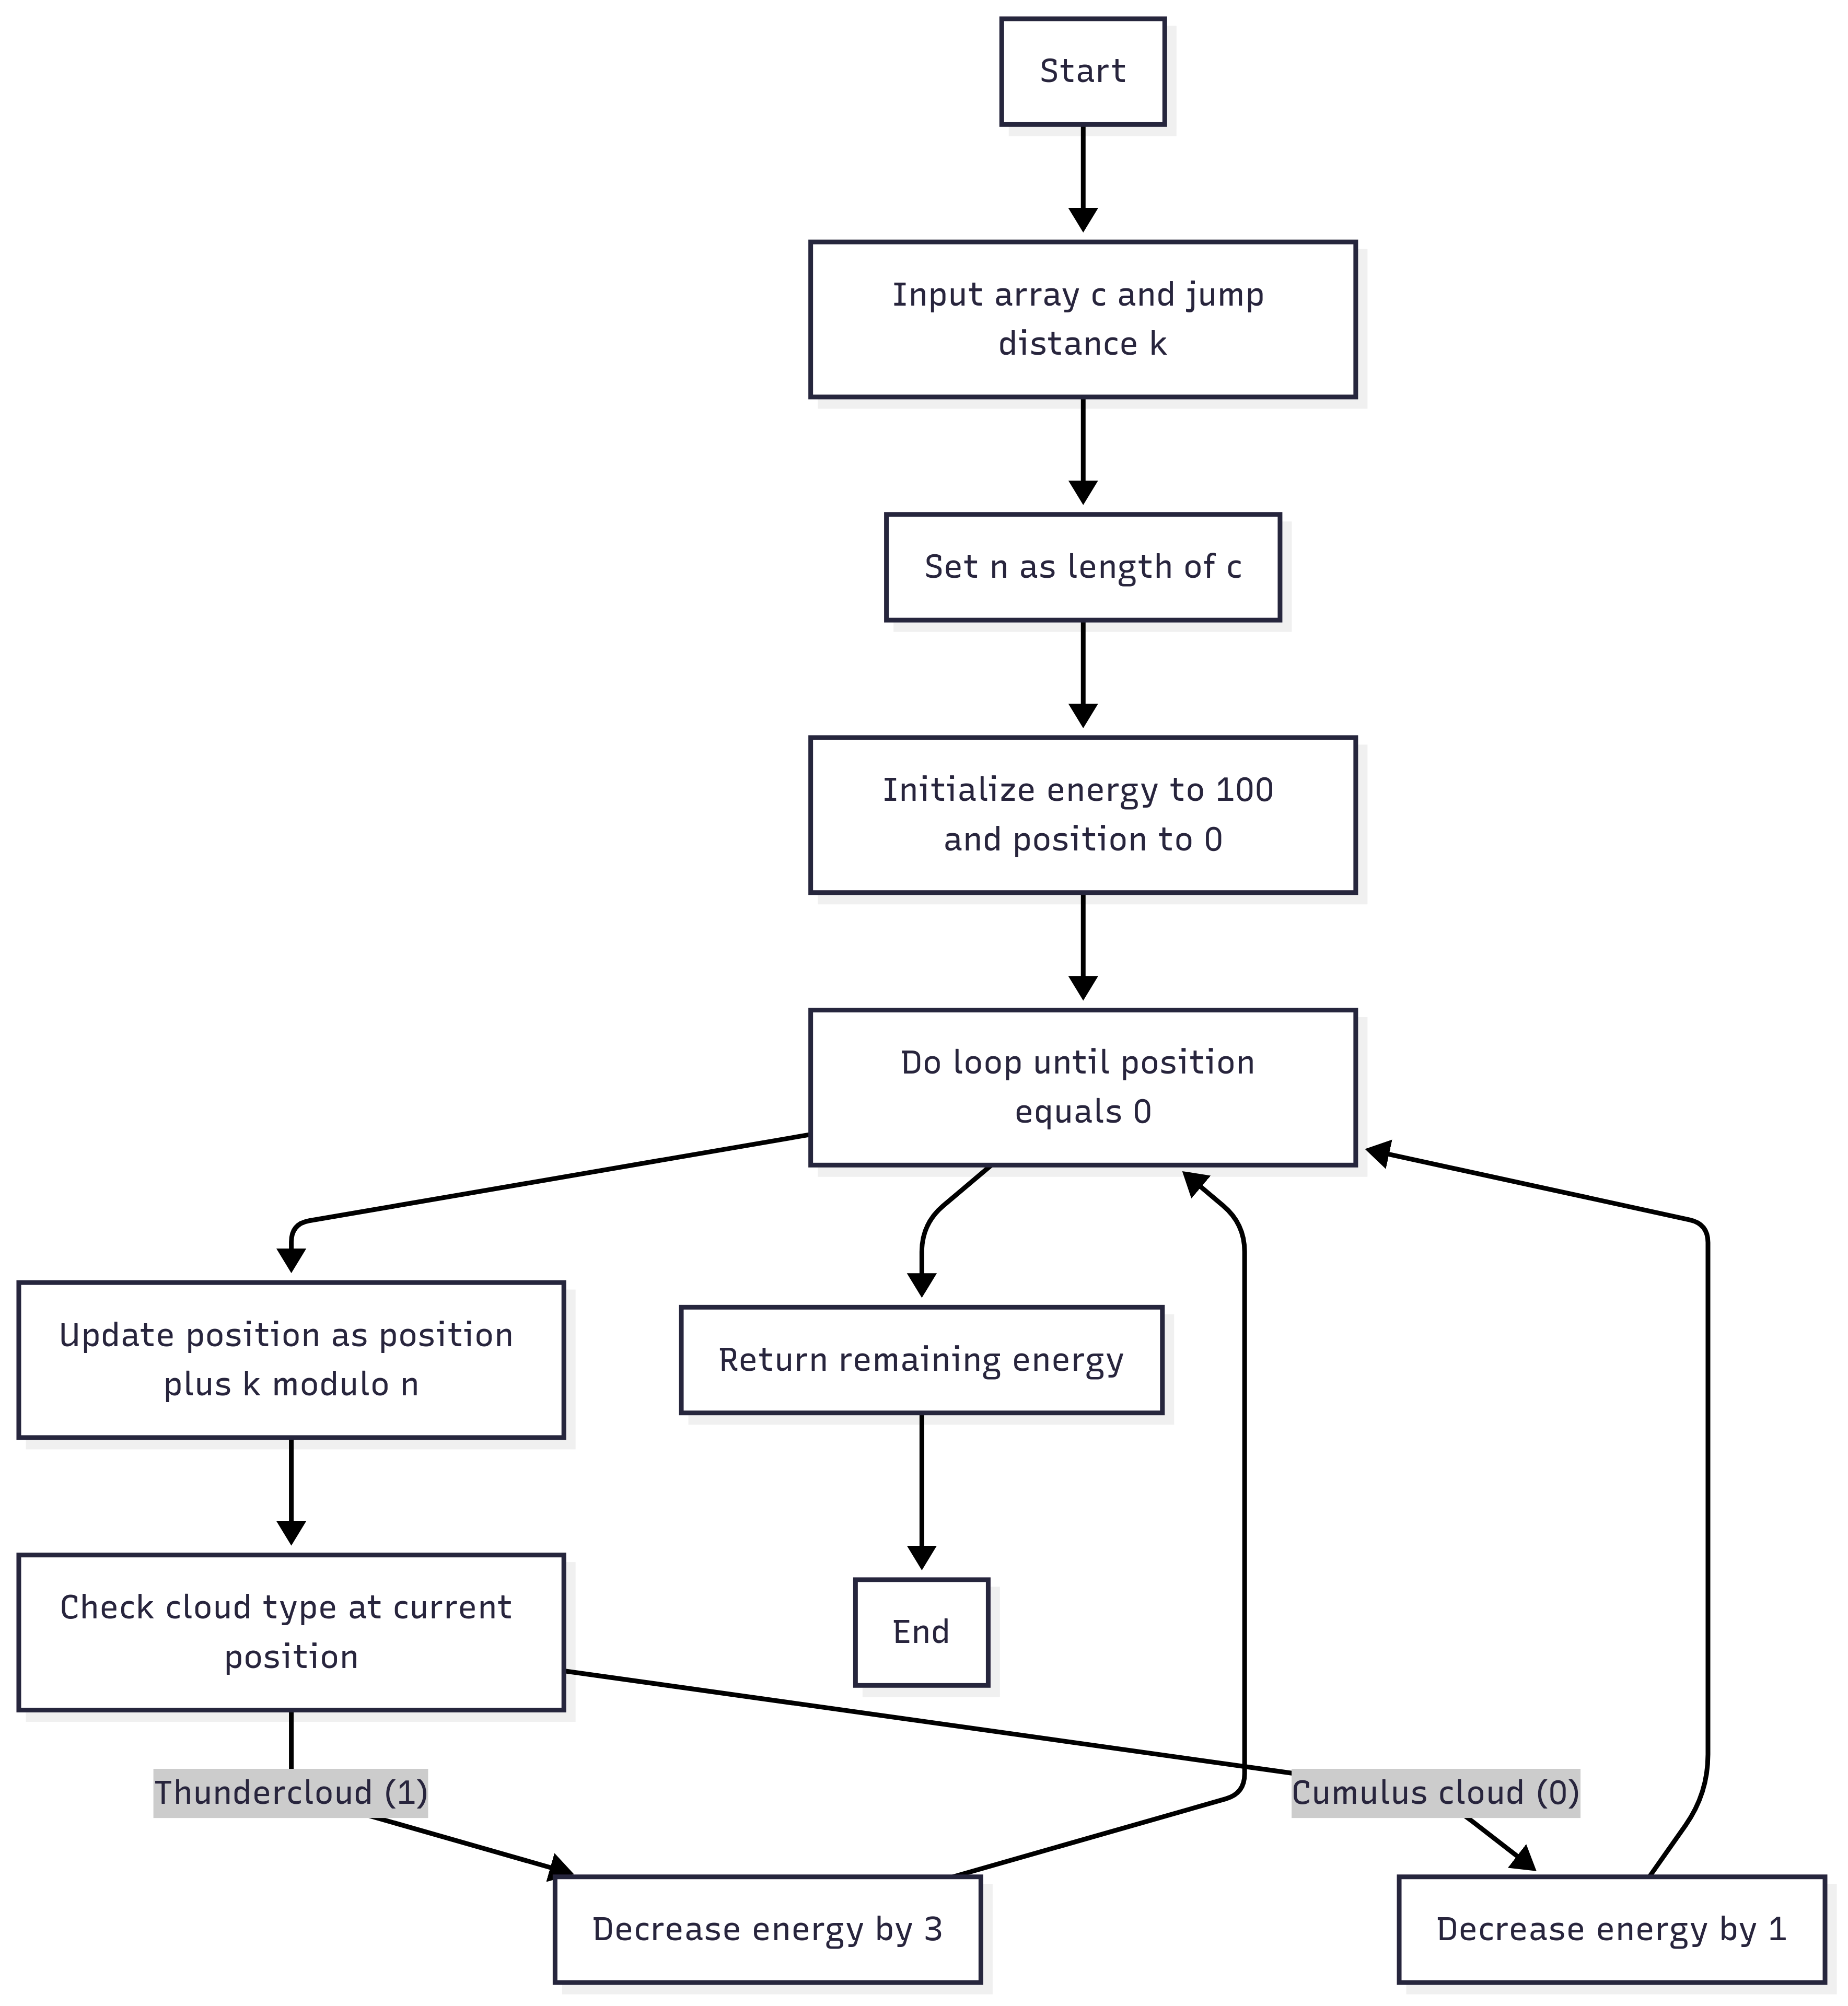 Start
Input array c and jump
distance k
Set n as length of c
Initialize energy to 100
and position to 0
Do loop until position
equals 0
Update position as position
plus k modulo n
Return remaining energy
Check cloud type at current
position
End
Thundercloud (1)
Cumulus cloud (0)
Decrease energy by 3
Decrease energy by 1